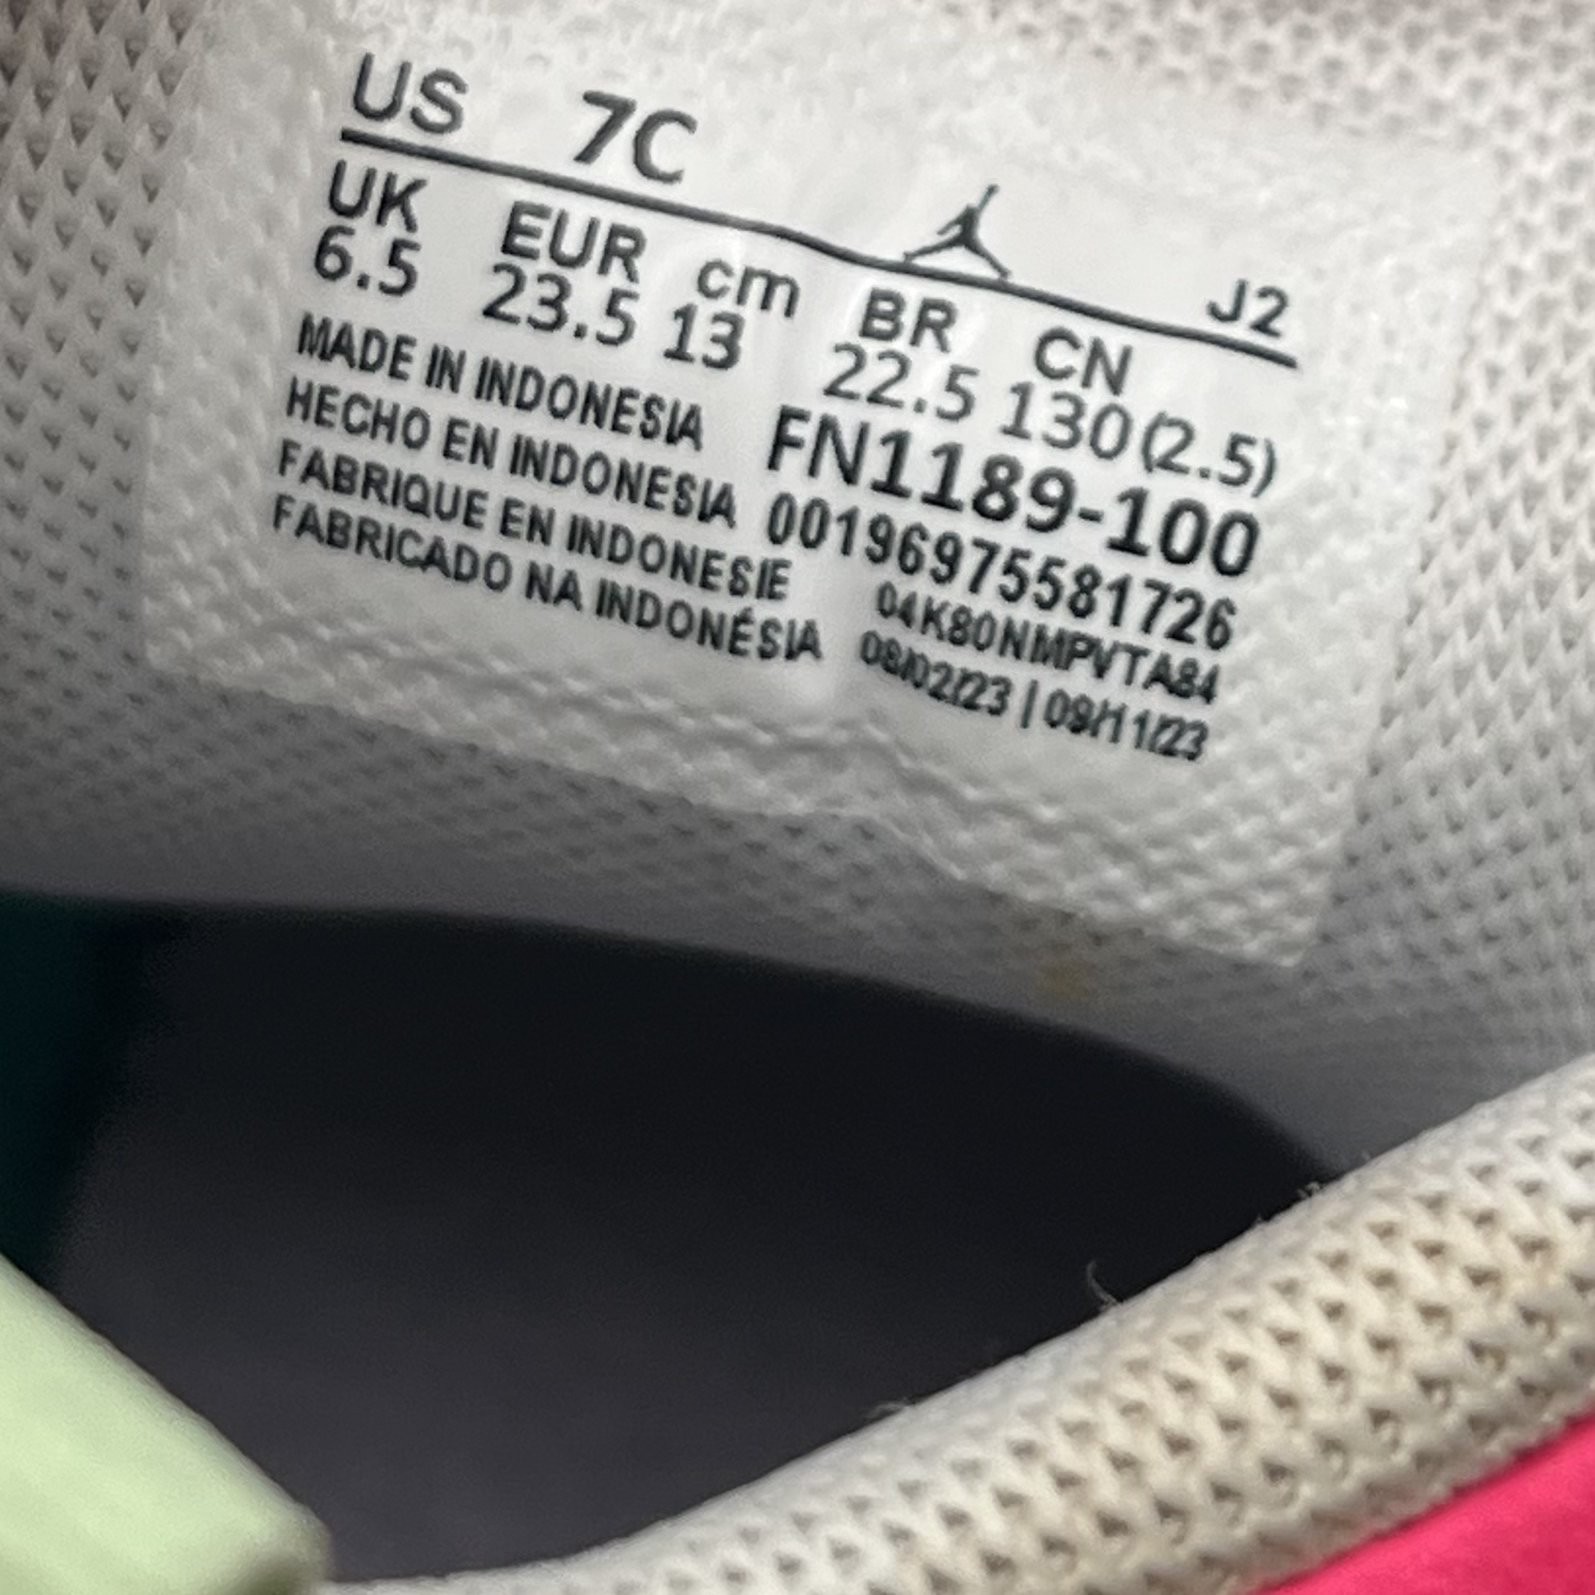 US 7C
J2
UK EUR cm BR CN
6.5 23.5 13 22.5 130(2.5)
MADE IN INDONESIA
HECHO EN INDONESIA
FABRIQUE EN INDONESIE
FABRICADO NA INDONÉSIA
FN1189-100
00196975581726
04K80NMPVTA84
08/02/23 | 09/11/23